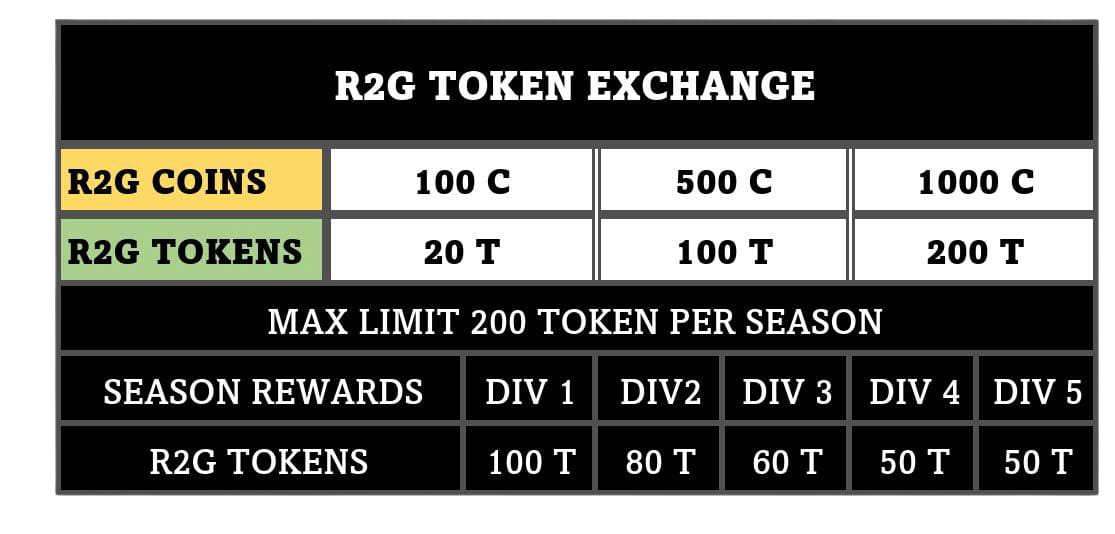 R2G TOKEN EXCHANGE
R2G COINS 100 C 500 C 1000 C
R2G TOKENS 20 T 100 T 200 T
MAX LIMIT 200 TOKEN PER SEASON
SEASON REWARDS DIV 1 DIV2 DIV 3 DIV 4 DIV 5
R2G TOKENS 100 T 80 T 60 T 50 T 50 T